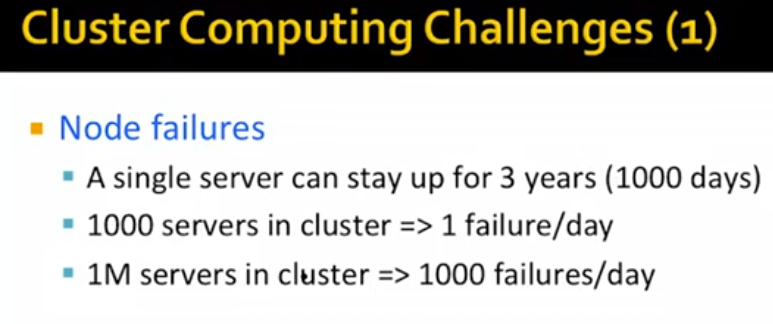 Cluster Computing Challenges (1)
Node failures
A single server can stay up for 3 years (1000 days)
1000 servers in cluster => 1 failure/day
1M servers in cluster => 1000 failures/day